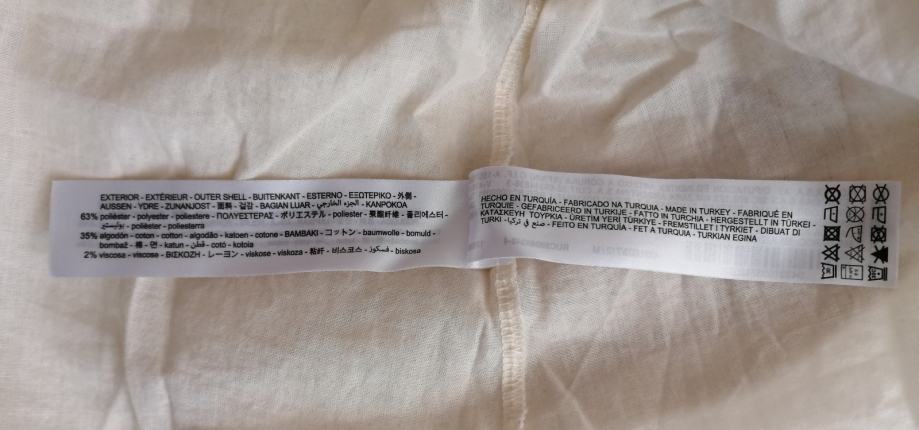 EXTERIOR - EXTÉRIEUR - OUTER SHELL - BUITENKANT - ESTERNO - ΕΞΩΤΕΡΙΚΟ - 外側 -
AUSSEN - YDRE - ZUNANJOST - 面料 - 겉감 - BAGIAN LUAR - الجزء الخارجي - KANPOKOA
63% poliéster - polyester - poliestere - ΠΟΛΥΕΣΤΕΡΑΣ - ポリエステル - poliester - 聚酯纤维 - 폴리에스터 -
بوليستر - polièster - poliesterra
35% algodón - coton - cotton - algodão - katoen - cotone - ΒΑΜΒΑΚΙ - コットン - baumwolle - bomuld -
bombaž - 棉 - 면 - katun - قطن - cotó - kotoia
2% viscosa - viscose - ΒΙΣΚΟΖΗ - レーヨン - viskose - viskoza - 粘纤 - 비스코스 - فسكوز - biskosa
HECHO EN TURQUÍA - FABRICADO NA TURQUIA - MADE IN TURKEY - FABRIQUÉ EN
TURQUIE - GEFABRICEERD IN TURKIJE - FATTO IN TURCHIA - HERGESTELLT IN TÜRKEI -
ΚΑΤΑΣΚΕΥΗ ΤΟΥΡΚΙΑ - ÜRETIM YERI TÜRKIYE - FREMSTILLET I TYRKIET - DIBUAT DI
TURKI - صنع في تركيا - FEITO EN TURQUÍA - FET A TURQUIA - TURKIAN EGINA